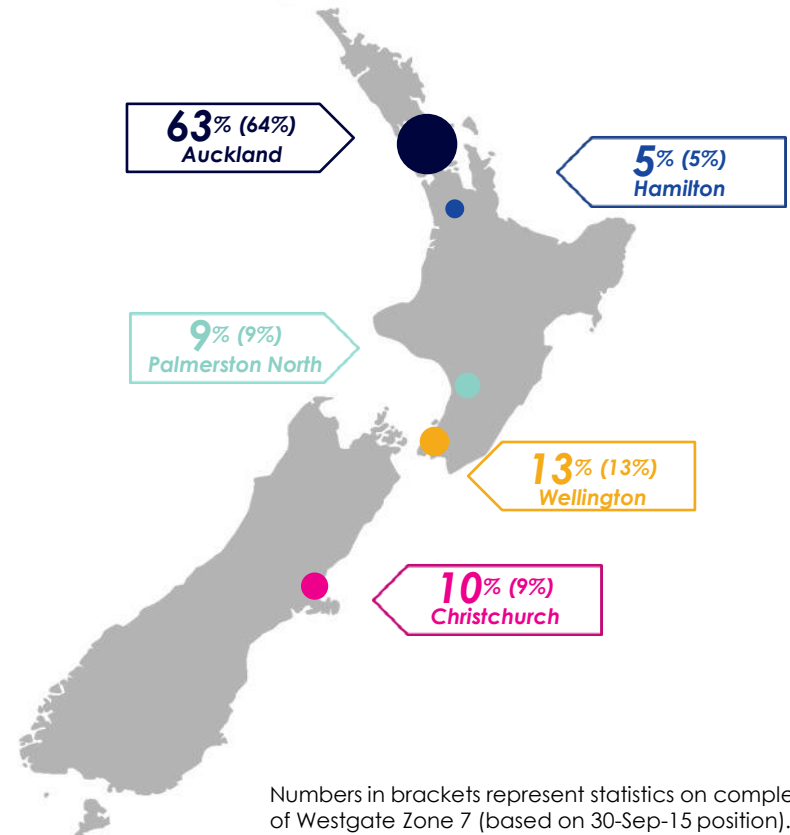 63% (64%)
Auckland
5% (5%)
Hamilton
9% (9%)
Palmerston North
13% (13%)
Wellington
10% (9%)
Christchurch
Numbers in brackets represent statistics on comple
of Westgate Zone 7 (based on 30-Sep-15 position).